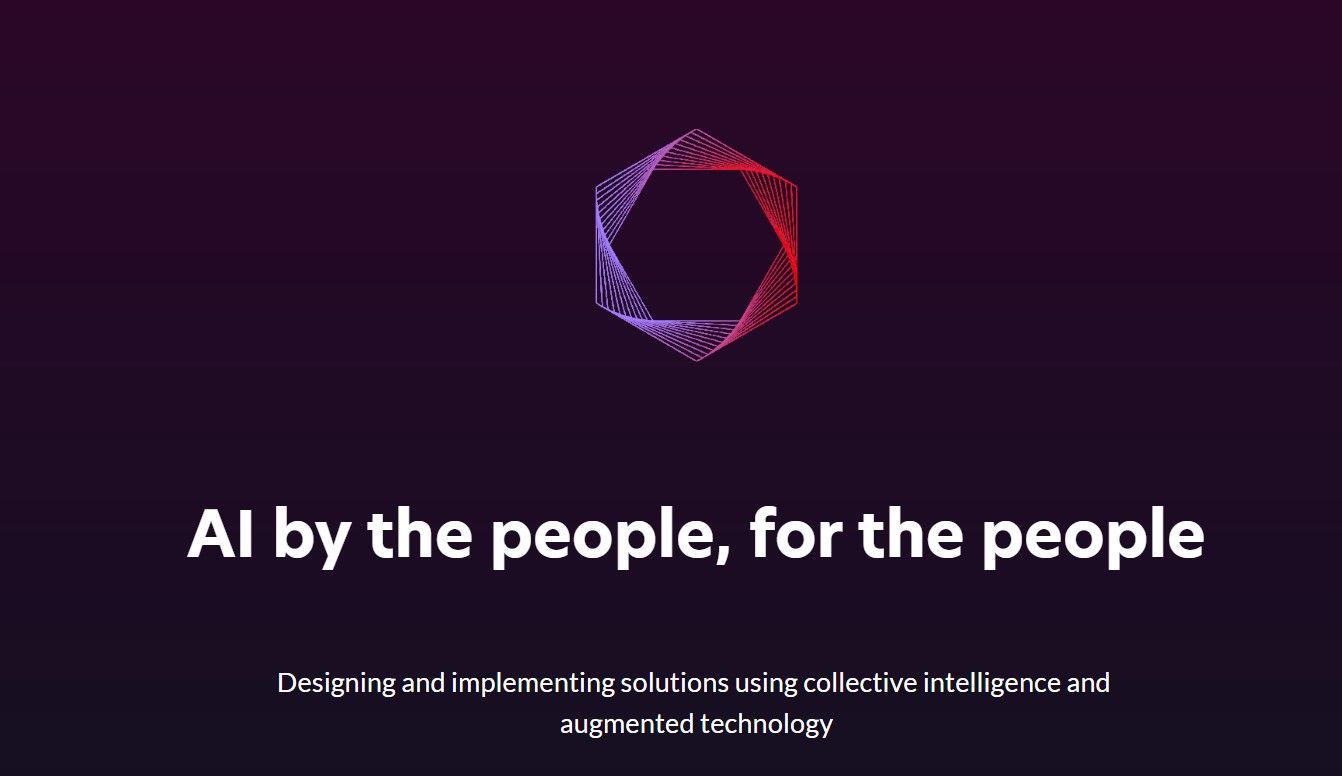 AI by the people, for the people
Designing and implementing solutions using collective intelligence and
augmented technology